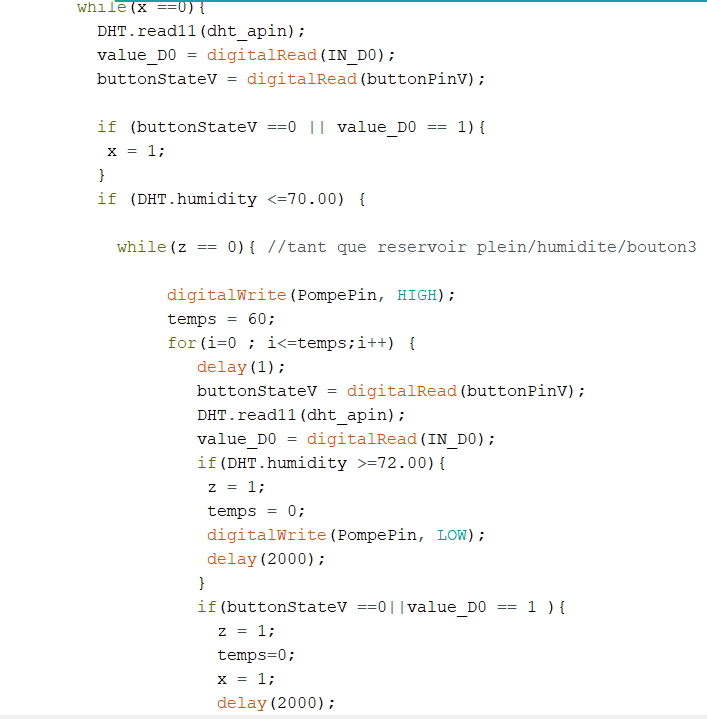 while(x ==0){
DHT.read11(dht_apin);
value_D0 = digitalRead(IN_D0);
buttonStateV = digitalRead(buttonPinV);
if (buttonStateV ==0 || value_D0 == 1){
x = 1;
}
if (DHT.humidity <=70.00) {
while(z == 0){ //tant que reservoir plein/humidite/bouton3
digitalWrite(PompePin, HIGH);
temps = 60;
for(i=0 ; i<=temps;i++) {
delay(1);
buttonStateV = digitalRead(buttonPinV);
DHT.read11(dht_apin);
value_D0 = digitalRead(IN_D0);
if(DHT.humidity >=72.00){
z = 1;
temps = 0;
digitalWrite(PompePin, LOW);
delay(2000);
}
if(buttonStateV ==0||value_D0 == 1 ){
z = 1;
temps=0;
x = 1;
delay(2000);